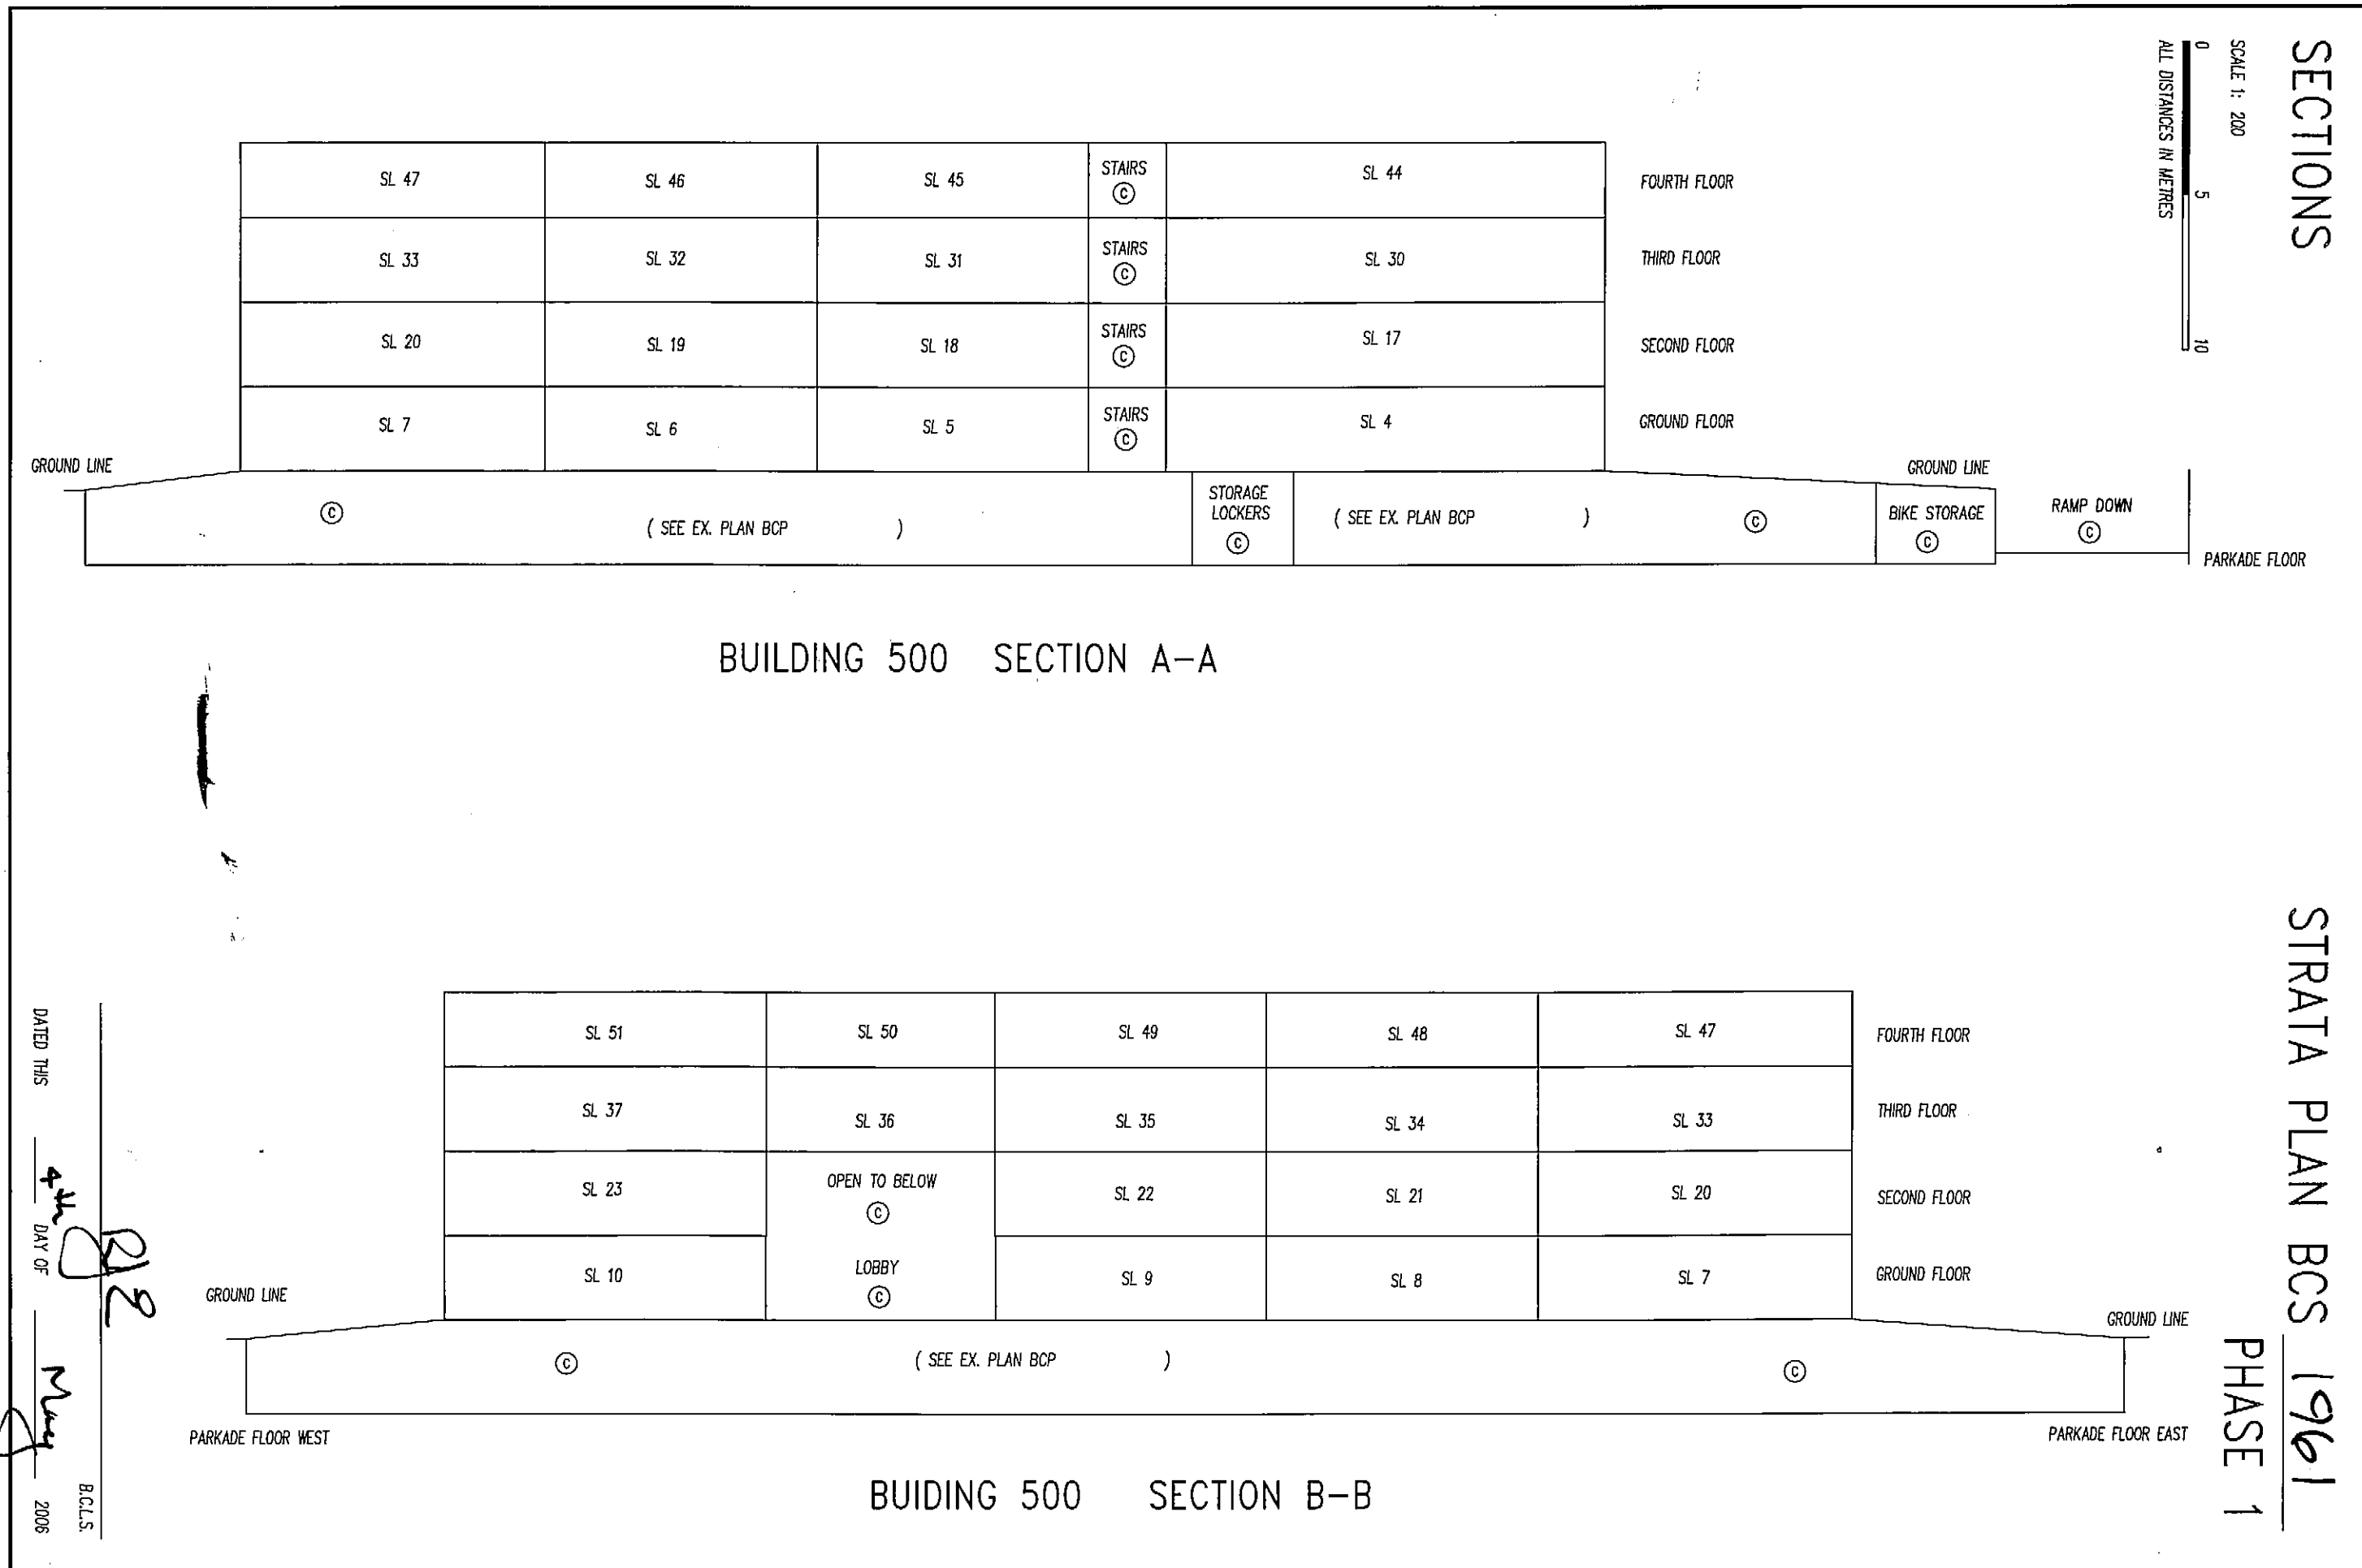 SECTIONS
SCALE 1: 200
0 5 10
ALL DISTANCES IN METRES
SL 47 SL 46 SL 45 STAIRS C SL 44 FOURTH FLOOR
SL 33 SL 32 SL 31 STAIRS C SL 30 THIRD FLOOR
SL 20 SL 19 SL 18 STAIRS C SL 17 SECOND FLOOR
SL 7 SL 6 SL 5 STAIRS C SL 4 GROUND FLOOR
GROUND LINE GROUND LINE
C ( SEE EX. PLAN BCP ) STORAGE LOCKERS C ( SEE EX. PLAN BCP ) C BIKE STORAGE C RAMP DOWN C
PARKADE FLOOR
BUILDING 500 SECTION A-A
STRATA PLAN BCS 1961
PHASE 1
SL 51 SL 50 SL 49 SL 48 SL 47 FOURTH FLOOR
SL 37 SL 36 SL 35 SL 34 SL 33 THIRD FLOOR
SL 23 OPEN TO BELOW C SL 22 SL 21 SL 20 SECOND FLOOR
SL 10 LOBBY C SL 9 SL 8 SL 7 GROUND FLOOR
GROUND LINE GROUND LINE
C ( SEE EX. PLAN BCP ) C
PARKADE FLOOR WEST PARKADE FLOOR EAST
BUIDING 500 SECTION B-B
B.C.L.S.
DATED THIS 4th DAY OF May 2006